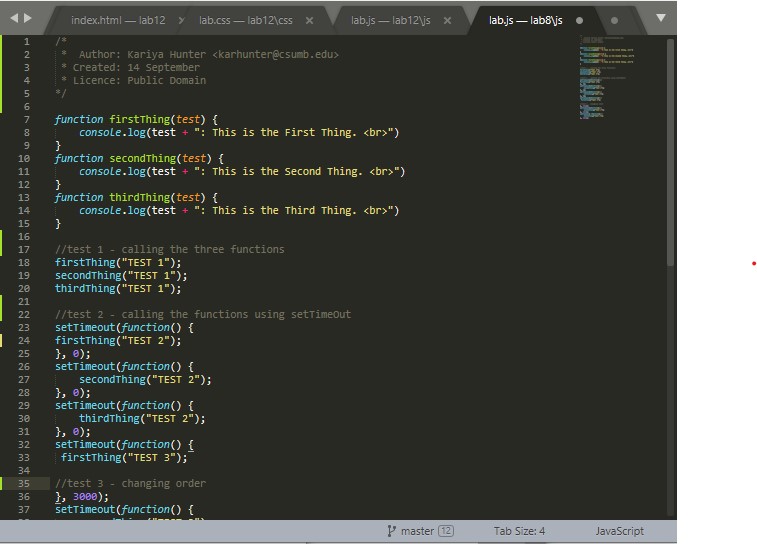 index.html — lab12
lab.css — lab12\css
lab.js — lab12\js
lab.js — lab8\js
1 /*
2  *  Author: Kariya Hunter <karhunter@csumb.edu>
3  * Created: 14 September
4  * Licence: Public Domain
5  */
6
7 function firstThing(test) {
8     console.log(test + ": This is the First Thing. <br>")
9 }
10 function secondThing(test) {
11     console.log(test + ": This is the Second Thing. <br>")
12 }
13 function thirdThing(test) {
14     console.log(test + ": This is the Third Thing. <br>")
15 }
16
17 //test 1 - calling the three functions
18 firstThing("TEST 1");
19 secondThing("TEST 1");
20 thirdThing("TEST 1");
21
22 //test 2 - calling the functions using setTimeOut
23 setTimeout(function() {
24 firstThing("TEST 2");
25 }, 0);
26 setTimeout(function() {
27     secondThing("TEST 2");
28 }, 0);
29 setTimeout(function() {
30     thirdThing("TEST 2");
31 }, 0);
32 setTimeout(function() {
33  firstThing("TEST 3");
34
35 //test 3 - changing order
36 }, 3000);
37 setTimeout(function() {
master 12
Tab Size: 4
JavaScript